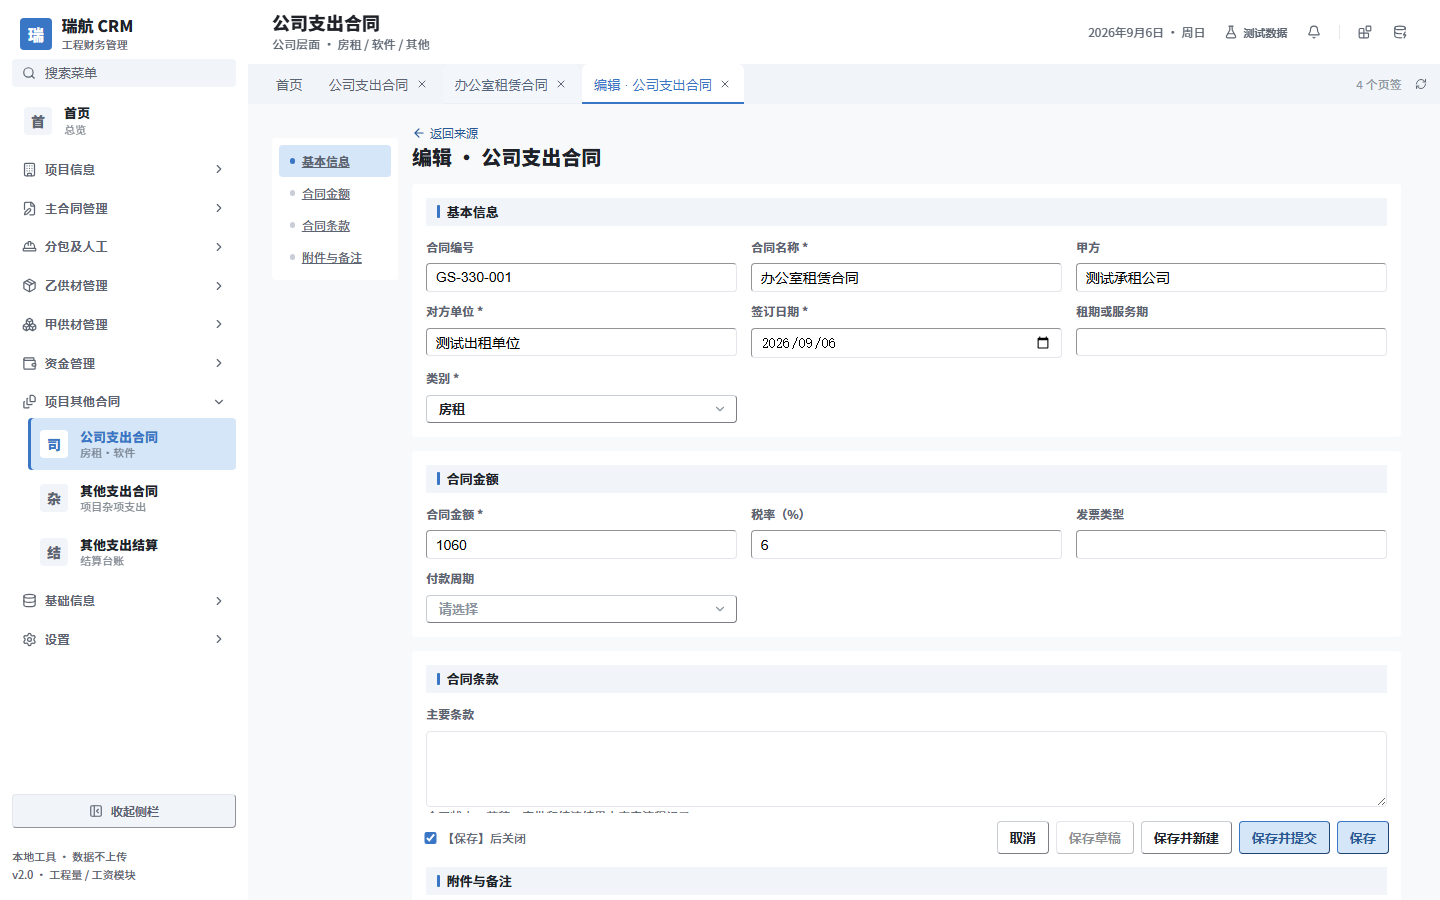 瑞
瑞航 CRM
工程财务管理
搜索菜单
首
首页
总览
项目信息
主合同管理
分包及人工
乙供材管理
甲供材管理
资金管理
项目其他合同
司
公司支出合同
房租・软件
杂
其他支出合同
项目杂项支出
结
其他支出结算
结算台账
基础信息
设置
收起侧栏
本地工具 • 数据不上传
v2.0 • 工程量 / 工资模块
公司支出合同
公司层面 • 房租 / 软件 / 其他
2026年9月6日 • 周日
测试数据
首页
公司支出合同
办公室租赁合同
编辑 · 公司支出合同
4 个页签
基本信息
合同金额
合同条款
附件与备注
返回来源
编辑 • 公司支出合同
基本信息
合同编号
合同名称 *
甲方
GS-330-001
办公室租赁合同
测试承租公司
对方单位 *
签订日期 *
租期或服务期
测试出租单位
2026/09/06
类别 *
房租
合同金额
合同金额 *
税率（%）
发票类型
1060
6
付款周期
请选择
合同条款
主要条款
【保存】后关闭
取消
保存草稿
保存并新建
保存并提交
保存
附件与备注